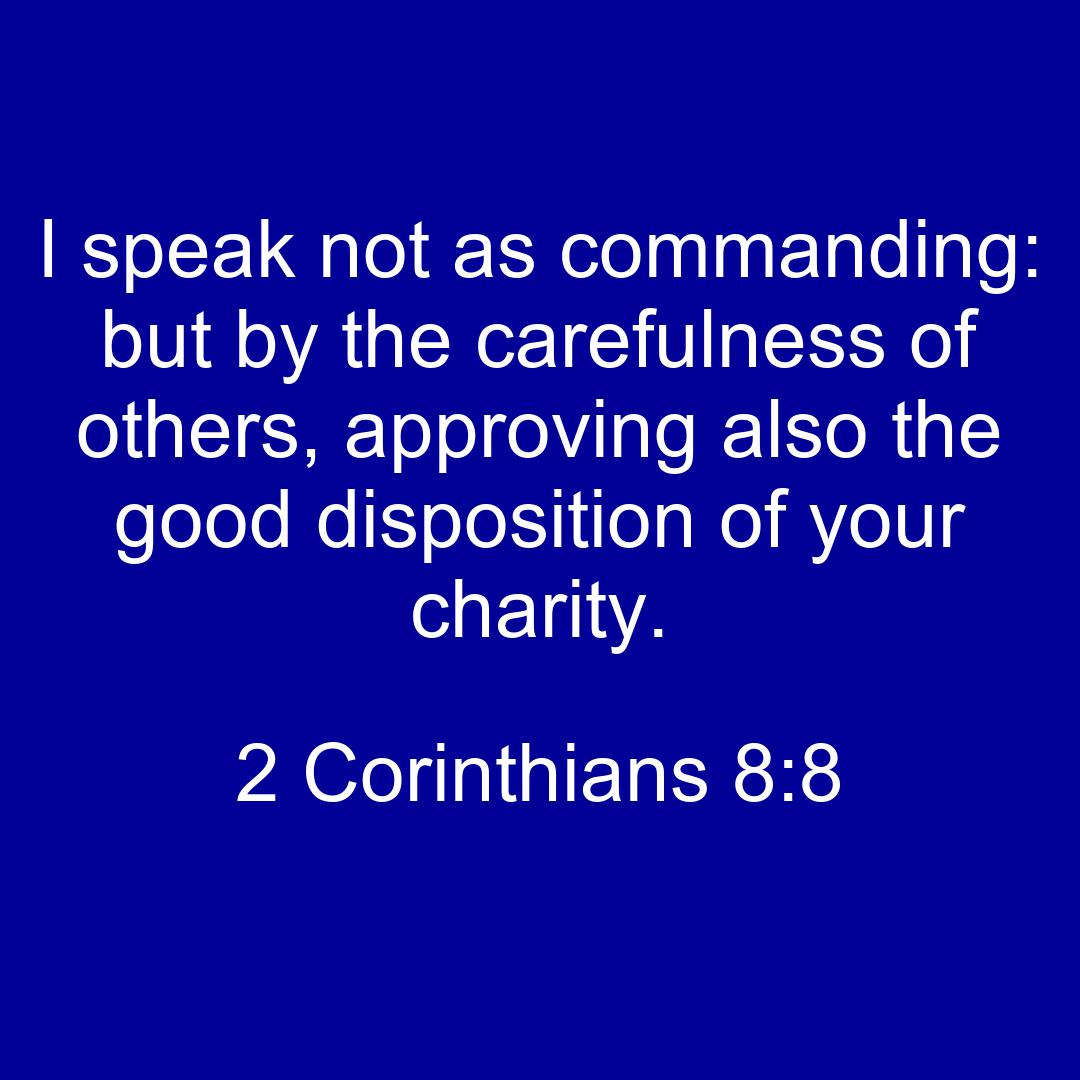 I speak not as commanding:
but by the carefulness of
others, approving also the
good disposition of your
charity.
2 Corinthians 8:8